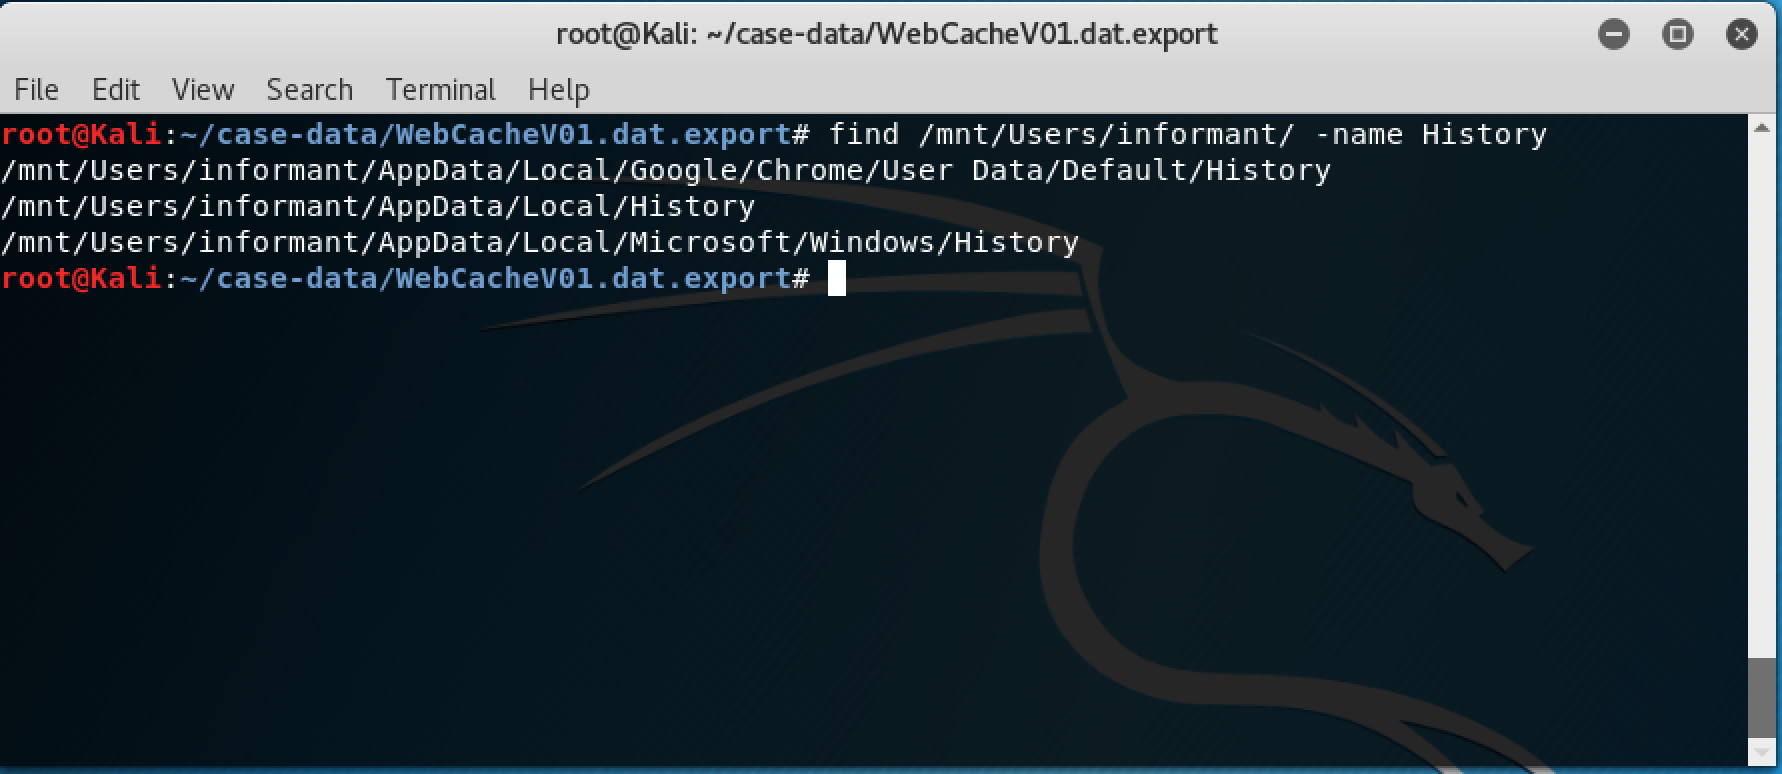 root@Kali: ~/case-data/WebCacheV01.dat.export
File Edit View Search Terminal Help
root@Kali:~/case-data/WebCacheV01.dat.export# find /mnt/Users/informant/ -name History
/mnt/Users/informant/AppData/Local/Google/Chrome/User Data/Default/History
/mnt/Users/informant/AppData/Local/History
/mnt/Users/informant/AppData/Local/Microsoft/Windows/History
root@Kali:~/case-data/WebCacheV01.dat.export#